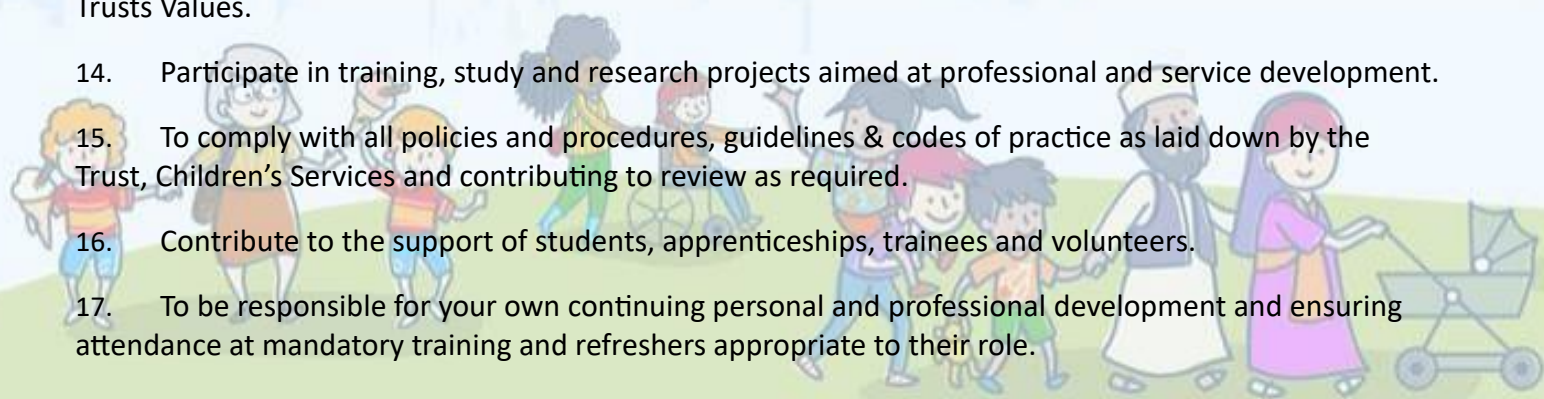 Trusts Values.
14. Participate in training, study and research projects aimed at professional and service development.
15. To comply with all policies and procedures, guidelines & codes of practice as laid down by the
Trust, Children’s Services and contributing to review as required.
16. Contribute to the support of students, apprenticeships, trainees and volunteers.
17. To be responsible for your own continuing personal and professional development and ensuring
attendance at mandatory training and refreshers appropriate to their role.